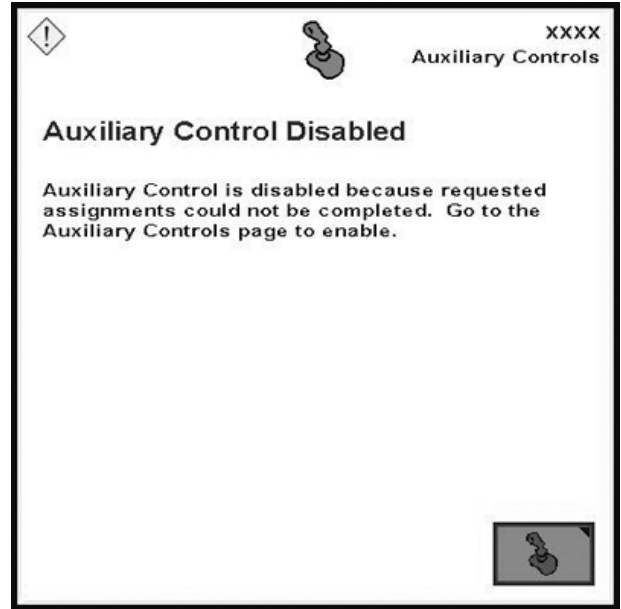 XXXX
Auxiliary Controls
Auxiliary Control Disabled
Auxiliary Control is disabled because requested
assignments could not be completed.  Go to the
Auxiliary Controls page to enable.